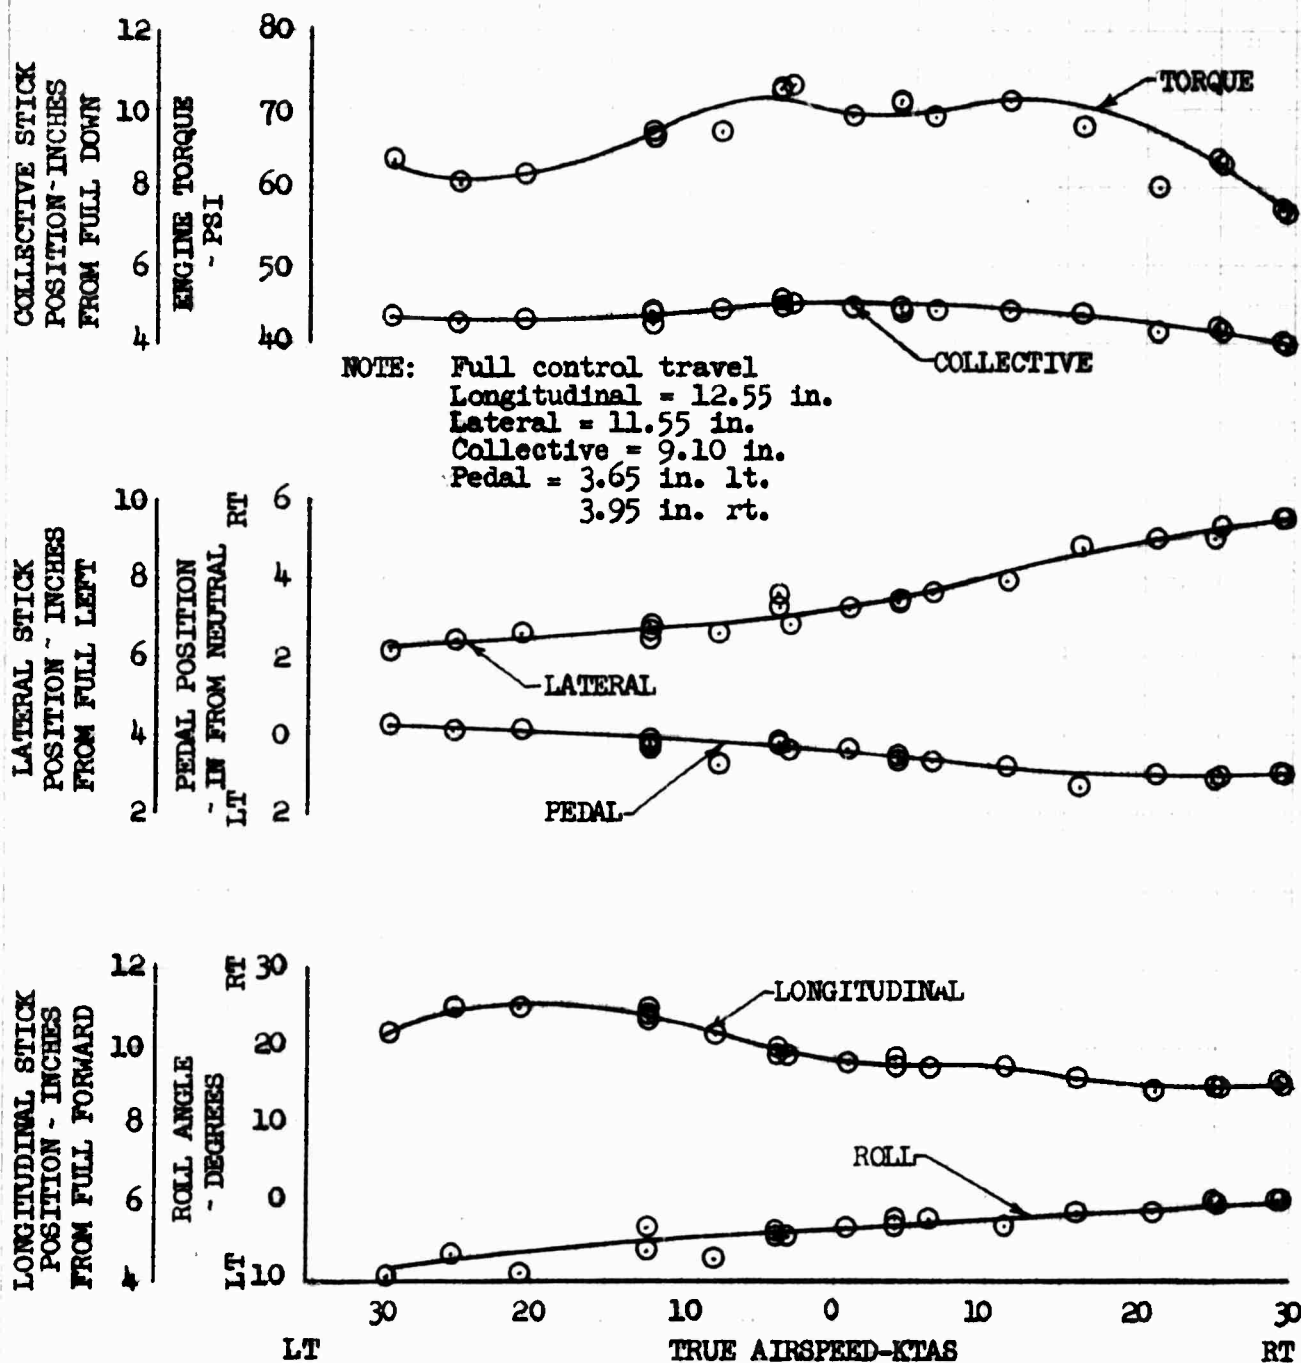 COLLECTIVE STICK
POSITION~INCHES
FROM FULL DOWN
12
10
8
6
4
ENGINE TORQUE
~ PSI
80
70
60
50
40
TORQUE
COLLECTIVE
NOTE: Full control travel
Longitudinal = 12.55 in.
Lateral = 11.55 in.
Collective = 9.10 in.
Pedal = 3.65 in. lt.
3.95 in. rt.
LATERAL STICK
POSITION ~ INCHES
FROM FULL LEFT
10
8
6
4
2
PEDAL POSITION
~ IN FROM NEUTRAL
LT
RT
6
4
2
0
2
LATERAL
PEDAL
LONGITUDINAL STICK
POSITION ~ INCHES
FROM FULL FORWARD
12
10
8
6
4
ROLL ANGLE
~ DEGREES
LT
RT
30
20
10
0
10
LONGITUDINAL
ROLL
30 20 10 0 10 20 30
LT TRUE AIRSPEED-KTAS RT